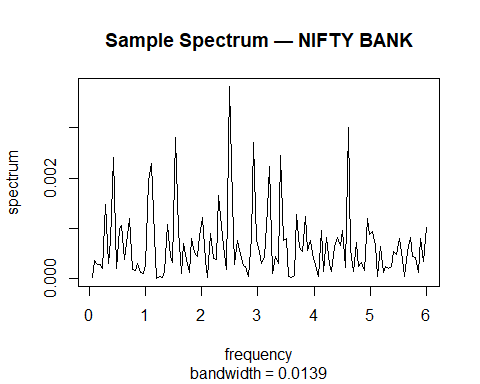 Sample Spectrum — NIFTY BANK
spectrum
0.002
0.000
0 1 2 3 4 5 6
frequency
bandwidth = 0.0139